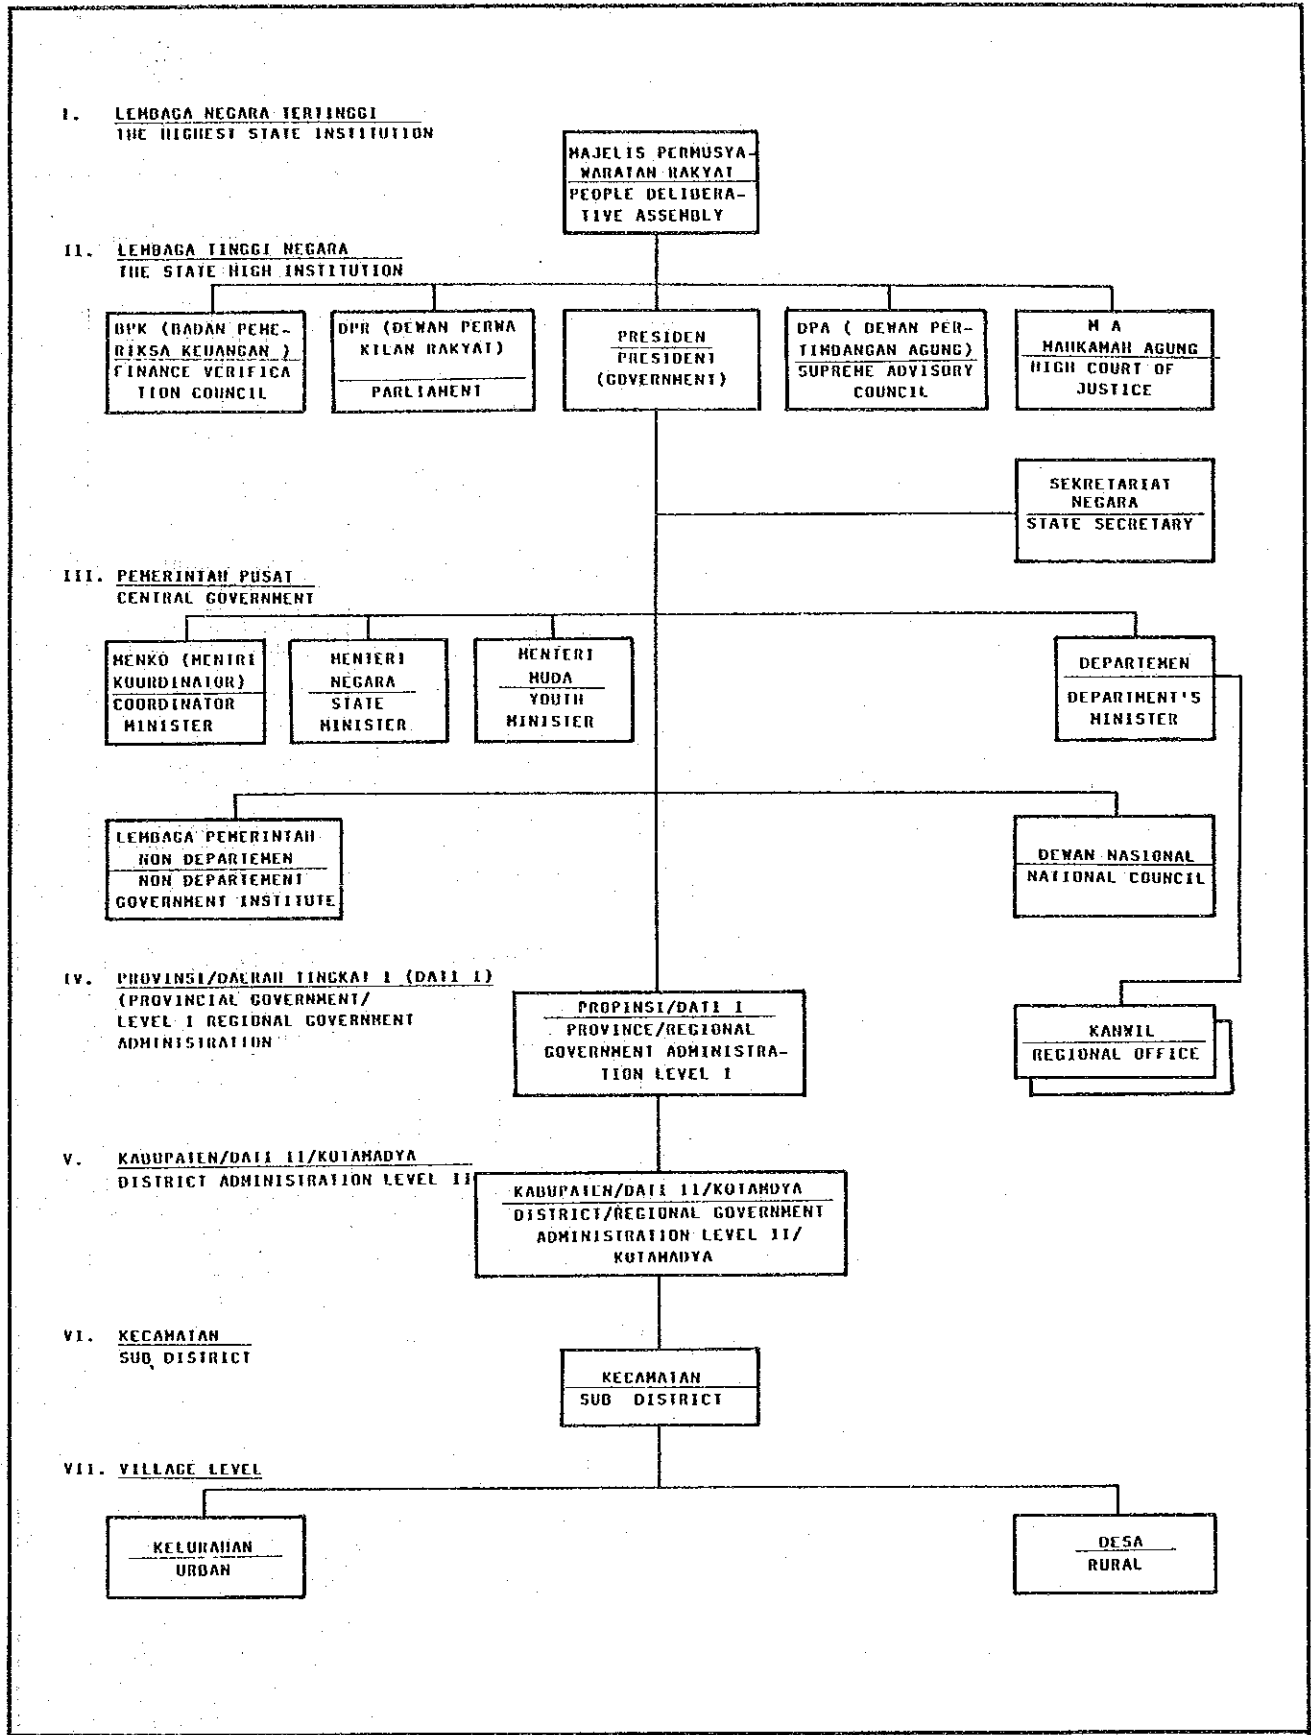 I. LEMBAGA NEGARA TERTINGGI
THE HIGHEST STATE INSTITUTION
MAJELIS PERMUSYA-
WARATAN RAKYAT
PEOPLE DELIBERA-
TIVE ASSEMBLY
II. LEMBAGA TINGGI NEGARA
THE STATE HIGH INSTITUTION
BPK (BADAN PEME-
RIKSA KEUANGAN )
FINANCE VERIFICA
TION COUNCIL
DPR (DEWAN PERWA
KILAN RAKYAT)
PARLIAMENT
PRESIDEN
PRESIDENT
(GOVERNMENT)
DPA ( DEWAN PER-
TIMBANGAN AGUNG)
SUPREME ADVISORY
COUNCIL
M A
MAHKAMAH AGUNG
HIGH COURT OF
JUSTICE
SEKRETARIAT
NEGARA
STATE SECRETARY
III. PEMERINTAH PUSAT
CENTRAL GOVERNMENT
MENKO (MENTRI
KOORDINATOR)
COORDINATOR
MINISTER
MENTERI
NEGARA
STATE
MINISTER
MENTERI
MUDA
YOUTH
MINISTER
DEPARTEMEN
DEPARTMENT'S
MINISTER
LEMBAGA PEMERINTAH
NON DEPARTEMEN
NON DEPARTEMENT
GOVERNMENT INSTITUTE
DEWAN NASIONAL
NATIONAL COUNCIL
IV. PROVINSI/DAERAH TINGKAT I (DATI I)
(PROVINCIAL GOVERNMENT/
LEVEL I REGIONAL GOVERNMENT
ADMINISTRATION
PROPINSI/DATI I
PROVINCE/REGIONAL
GOVERNMENT ADMINISTRA-
TION LEVEL I
KANWIL
REGIONAL OFFICE
V. KABUPATEN/DATI II/KOTAMADYA
DISTRICT ADMINISTRATION LEVEL II
KABUPATEN/DATI II/KOTAMDYA
DISTRICT/REGIONAL GOVERNMENT
ADMINISTRATION LEVEL II/
KOTAMADYA
VI. KECAMATAN
SUB DISTRICT
KECAMATAN
SUB DISTRICT
VII. VILLAGE LEVEL
KELURAHAN
URBAN
DESA
RURAL